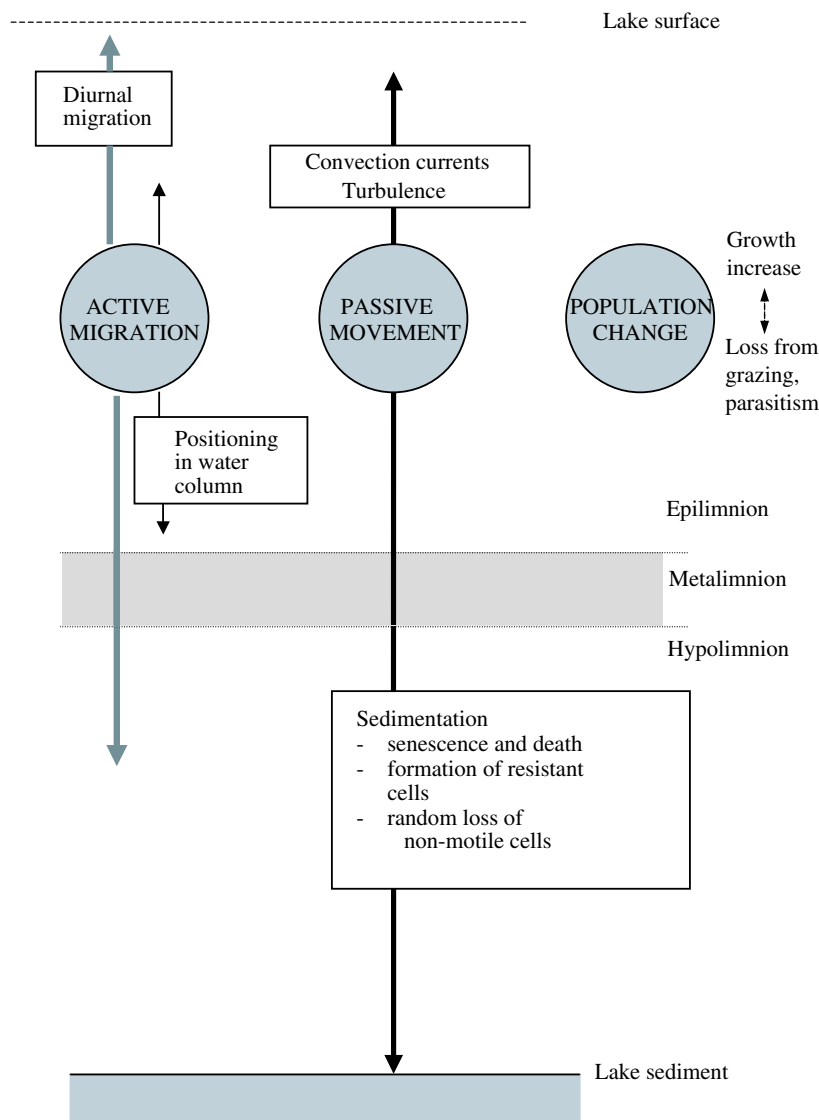 Lake surface
Diurnal
migration
Convection currents
Turbulence
ACTIVE
MIGRATION
PASSIVE
MOVEMENT
POPULATION
CHANGE
Growth
increase
Loss from
grazing,
parasitism
Positioning
in water
column
Epilimnion
Metalimnion
Hypolimnion
Sedimentation
- senescence and death
- formation of resistant
cells
- random loss of
non-motile cells
Lake sediment